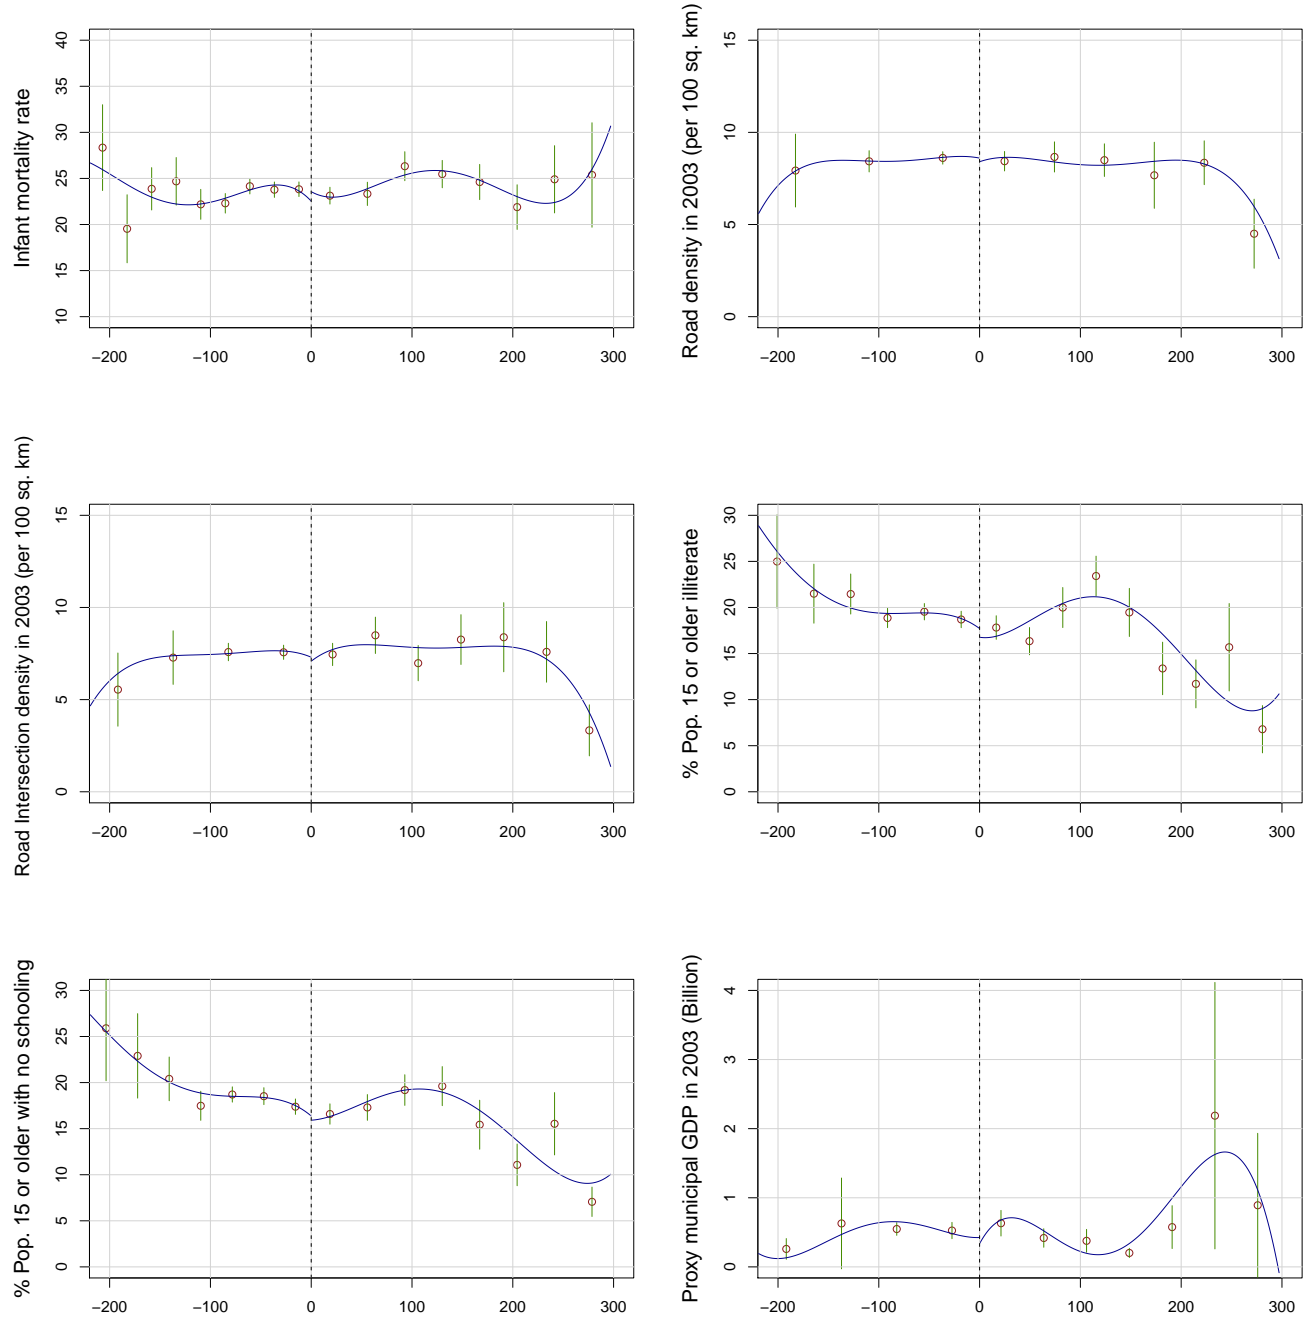 Infant mortality rate
40
35
30
25
20
15
10
−200 −100 0 100 200 300
Road density in 2003 (per 100 sq. km)
15
10
5
0
−200 −100 0 100 200 300
Road Intersection density in 2003 (per 100 sq. km)
15
10
5
0
−200 −100 0 100 200 300
% Pop. 15 or older illiterate
30
25
20
15
10
5
0
−200 −100 0 100 200 300
% Pop. 15 or older with no schooling
30
25
20
15
10
5
0
−200 −100 0 100 200 300
Proxy municipal GDP in 2003 (Billion)
4
3
2
1
0
−200 −100 0 100 200 300